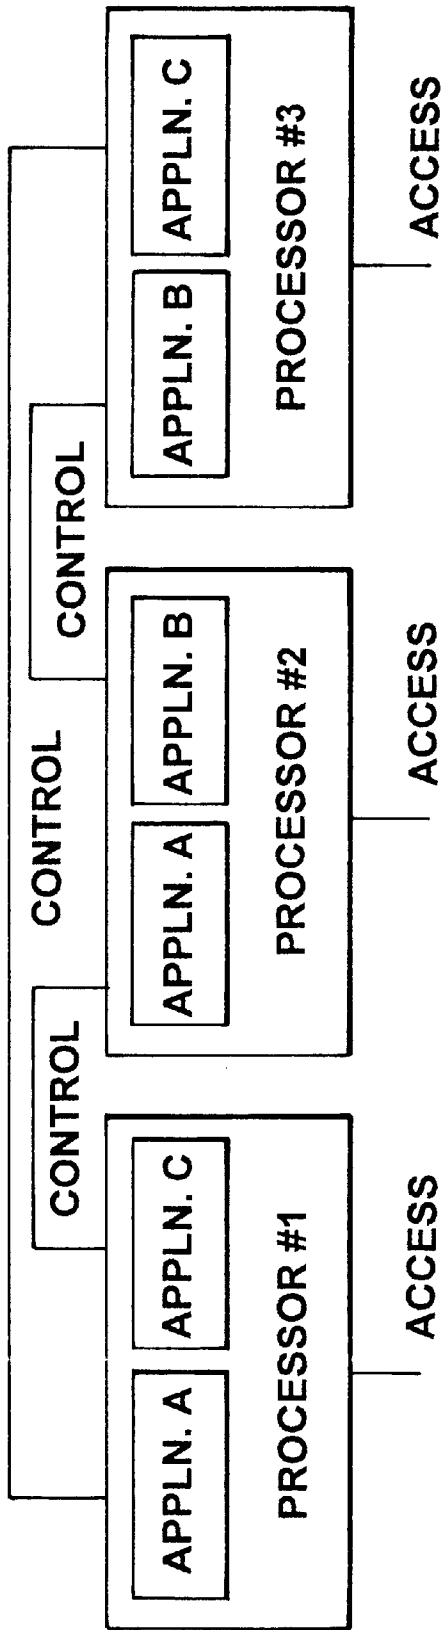 CONTROL
CONTROL
CONTROL
APPLN. A
APPLN. C
PROCESSOR #1
ACCESS
APPLN. A
APPLN. B
PROCESSOR #2
ACCESS
APPLN. B
APPLN. C
PROCESSOR #3
ACCESS